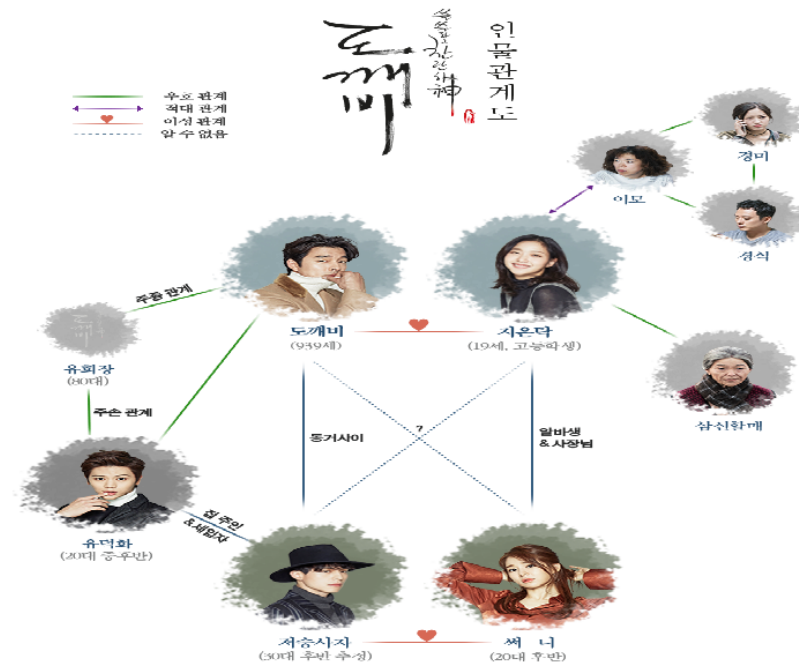 도깨비
쓸쓸하고 찬란하神
인물관계도
우호 관계
적대 관계
이성 관계
알 수 없음
경미
이모
경식
도깨비
(939세)
지은탁
(19세, 고등학생)
주종 관계
유회장
(80대)
삼신할매
주손 관계
동거사이
?
알바생
& 사장님
유덕화
(20대 중후반)
집 주인
&세입자
저승사자
(30대 후반 추정)
써 니
(20대 후반)